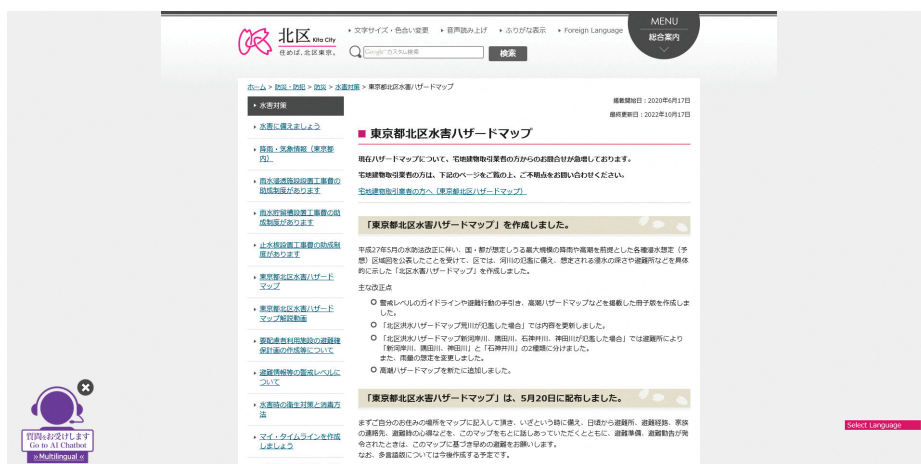 北区 Kita City
住めば、北区東京。
文字サイズ・色合い変更
音声読み上げ
ふりがな表示
Foreign Language
Google カスタム検索
検索
MENU
総合案内
ホーム > 防災・防犯 > 防災 > 水害対策 > 東京都北区水害ハザードマップ
水害対策
水害に備えましょう
降雨・気象情報（東京都
内）
雨水浸透施設設置工事費の
助成制度があります
雨水貯留槽設置工事費の助
成制度があります
止水板設置工事費の助成制
度があります
東京都北区水害ハザード
マップ
東京都北区水害ハザード
マップ解説動画
要配慮者利用施設の避難確
保計画の作成等について
避難情報等の警戒レベルに
ついて
水害時の衛生対策と消毒方
法
マイ・タイムラインを作成
しましょう
掲載開始日：2020年6月17日
最終更新日：2022年10月17日
東京都北区水害ハザードマップ
現在ハザードマップについて、宅地建物取引業者の方からのお問合せが急増しております。
宅地建物取引業者の方は、下記のページをご覧の上、ご不明点をお問い合わせください。
宅地建物取引業者の方へ（東京都北区ハザードマップ）
「東京都北区水害ハザードマップ」を作成しました。
平成27年5月の水防法改正に伴い、国・都が想定しうる最大規模の降雨や高潮を前提とした各種浸水想定（予
想）区域図を公表したことを受けて、区では、河川の氾濫に備え、想定される浸水の深さや避難所などを具体
的に示した「北区水害ハザードマップ」を作成しました。
主な改正点
警戒レベルのガイドラインや避難行動の手引き、高潮ハザードマップなどを掲載した冊子版を作成しま
した。
「北区洪水ハザードマップ荒川が氾濫した場合」では内容を更新しました。
「北区洪水ハザードマップ新河岸川、隅田川、石神井川、神田川が氾濫した場合」では避難所により
「新河岸川、隅田川、神田川」と「石神井川」の2種類に分けました。
また、雨量の想定を変更しました。
高潮ハザードマップを新たに追加しました。
「東京都北区水害ハザードマップ」は、5月20日に配布しました。
まずご自分のお住みの場所をマップに記入して頂き、いざという時に備え、日頃から避難所、避難経路、家族
の連絡先、避難時の心得などを、このマップをもとに話しあっていただくとともに、避難準備、避難勧告が発
令されたときは、このマップに基づき早めの避難をお願いします。
なお、多言語版については今後作成する予定です。
質問をお受けします
Go to AI Chatbot
»Multilingual «
Select Language